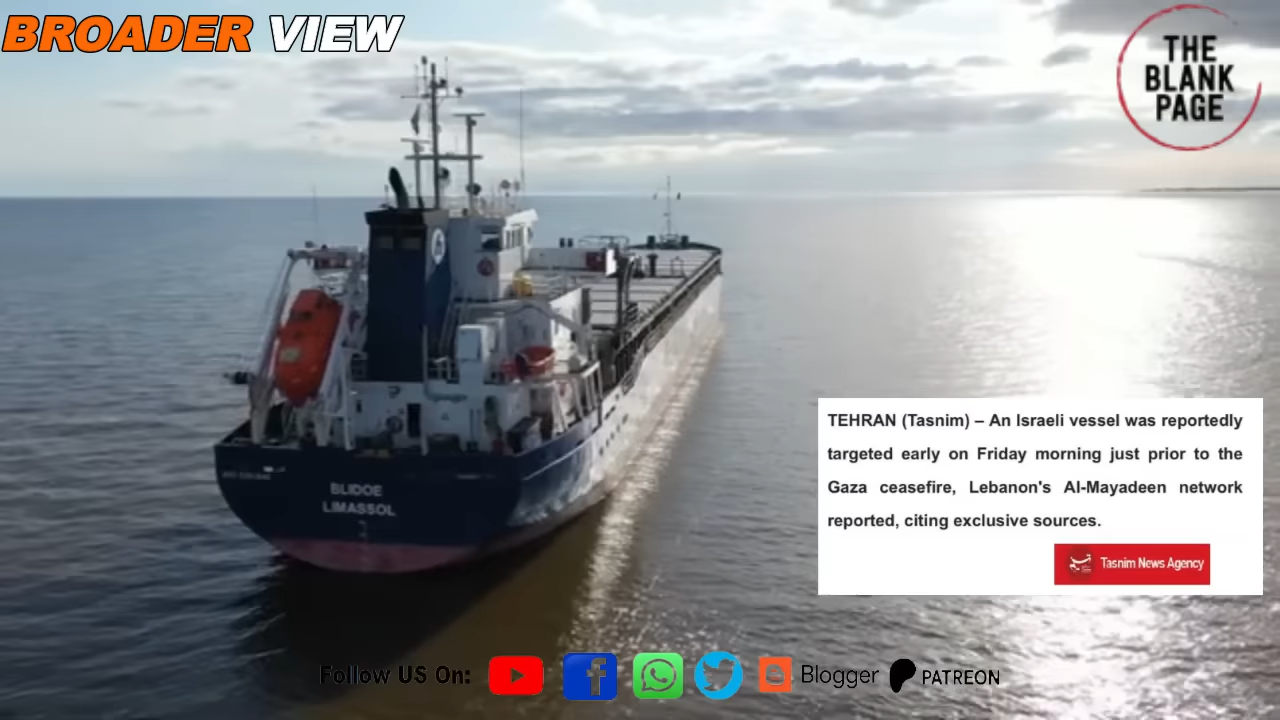 BROADER VIEW
THE
BLANK
PAGE
BLIDOE
LIMASSOL
TEHRAN (Tasnim) – An Israeli vessel was reportedly
targeted early on Friday morning just prior to the
Gaza ceasefire, Lebanon's Al-Mayadeen network
reported, citing exclusive sources.
Tasnim News Agency
Follow US On:
Blogger
PATREON